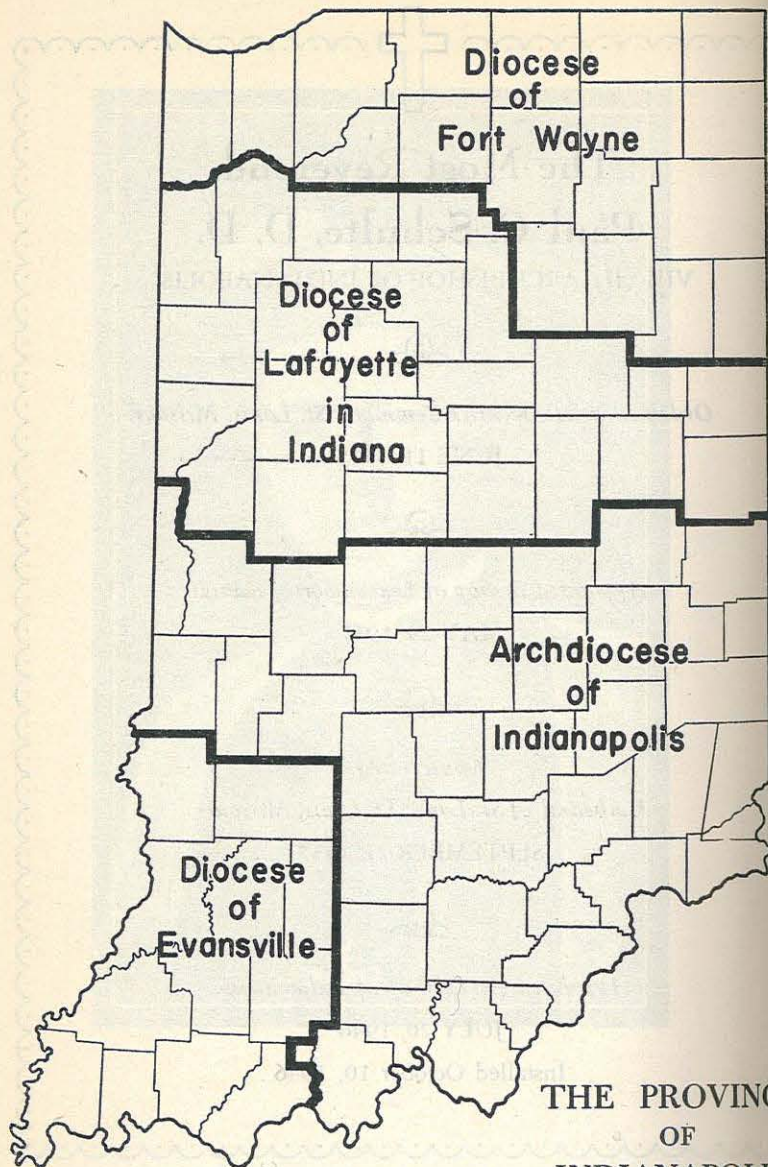 Diocese
of
Fort Wayne
Diocese
of
Lafayette
in
Indiana
Archdiocese
of
Indianapolis
Diocese
of
Evansville
THE PROVINC
OF